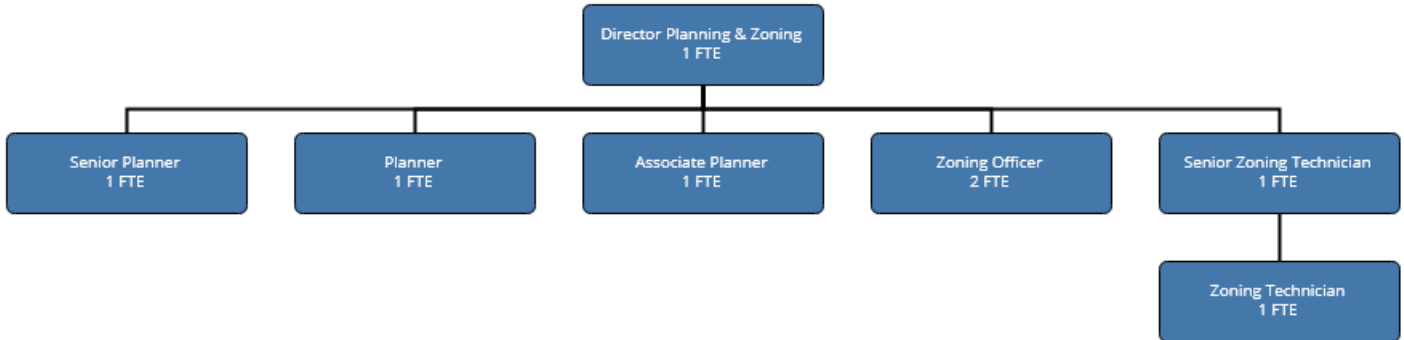 Director Planning & Zoning
1 FTE
Senior Planner
1 FTE
Planner
1 FTE
Associate Planner
1 FTE
Zoning Officer
2 FTE
Senior Zoning Technician
1 FTE
Zoning Technician
1 FTE